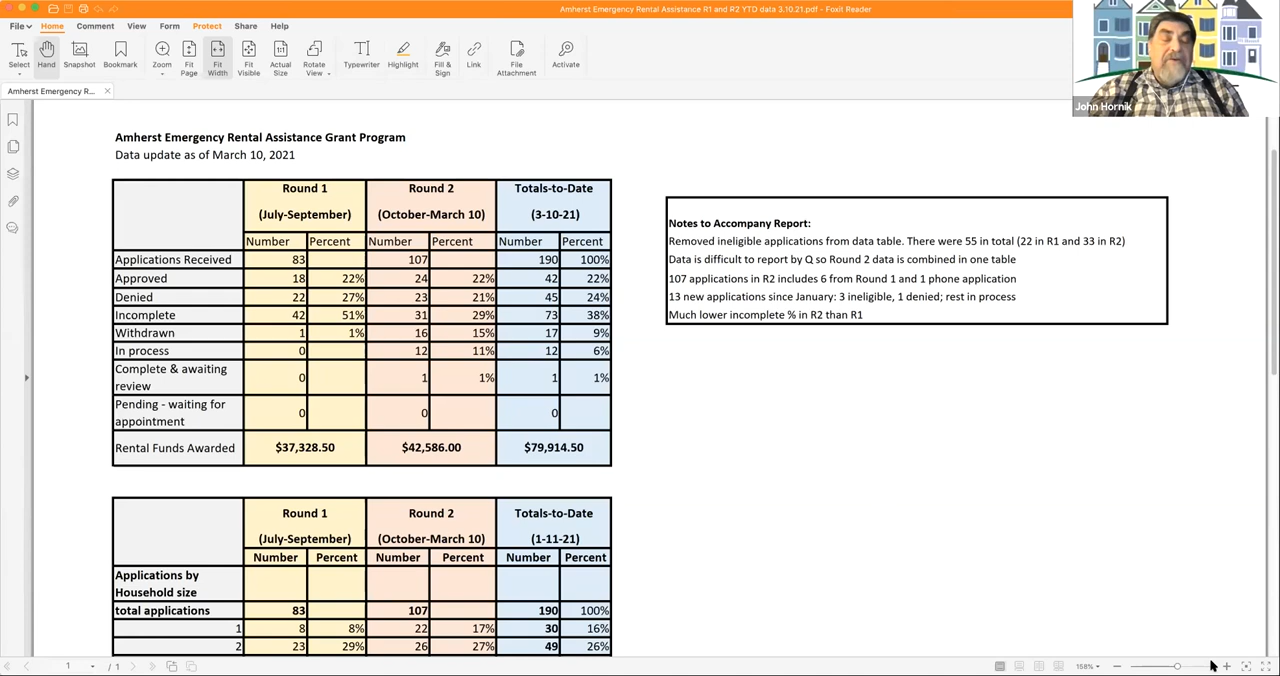 Amherst Emergency Rental Assistance R1 and R2 YTD data 3.10.21.pdf - Foxit Reader
File Home Comment View Form Protect Share Help
Select Hand Snapshot Bookmark Zoom Fit Page Fit Width Fit Visible Actual Size Rotate View Typewriter Highlight Fill & Sign Link File Attachment Activate
John Hornik
Amherst Emergency R...
Amherst Emergency Rental Assistance Grant Program
Data update as of March 10, 2021
Round 1 Round 2 Totals-to-Date
(July-September) (October-March 10) (3-10-21)
Number Percent Number Percent Number Percent
Applications Received 83 107 190 100%
Approved 18 22% 24 22% 42 22%
Denied 22 27% 23 21% 45 24%
Incomplete 42 51% 31 29% 73 38%
Withdrawn 1 1% 16 15% 17 9%
In process 0 12 11% 12 6%
Complete & awaiting review 0 1 1% 1 1%
Pending - waiting for appointment 0 0 0
Rental Funds Awarded $37,328.50 $42,586.00 $79,914.50
Notes to Accompany Report:
Removed ineligible applications from data table. There were 55 in total (22 in R1 and 33 in R2)
Data is difficult to report by Q so Round 2 data is combined in one table
107 applications in R2 includes 6 from Round 1 and 1 phone application
13 new applications since January: 3 ineligible, 1 denied; rest in process
Much lower incomplete % in R2 than R1
Round 1 Round 2 Totals-to-Date
(July-September) (October-March 10) (1-11-21)
Number Percent Number Percent Number Percent
Applications by
Household size
total applications 83 107 190 100%
1 8 8% 22 17% 30 16%
2 23 29% 26 27% 49 26%
1 / 1 158%